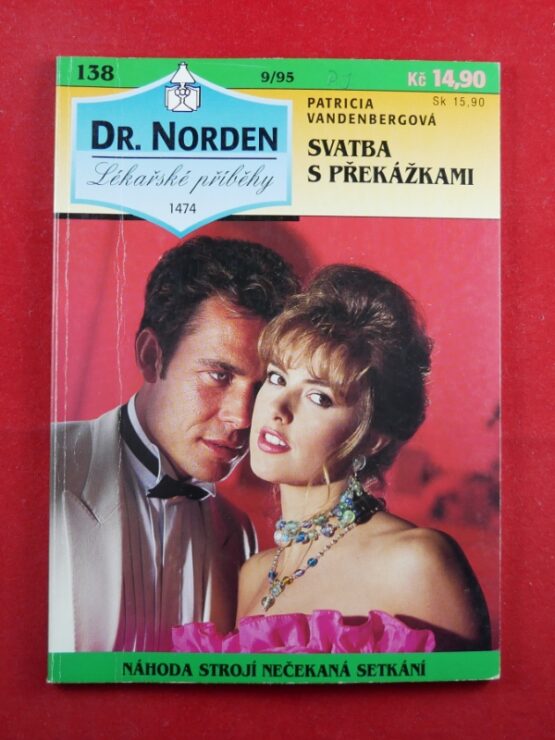 138
9/95
Kč 14,90
Sk 15,90
DR. NORDEN
Lékařské příběhy
1474
PATRICIA
VANDENBERGOVÁ
SVATBA
S PŘEKÁŽKAMI
NÁHODA STROJÍ NEČEKANÁ SETKÁNÍ